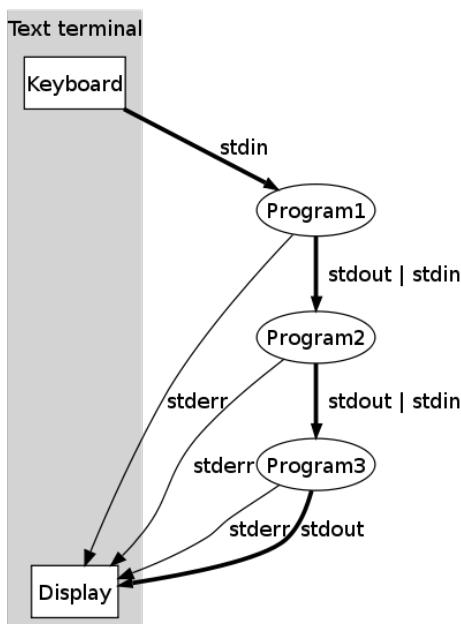 Text terminal
Keyboard
stdin
Program1
stdout | stdin
Program2
stderr
stdout | stdin
stderr
Program3
stderr
stdout
Display